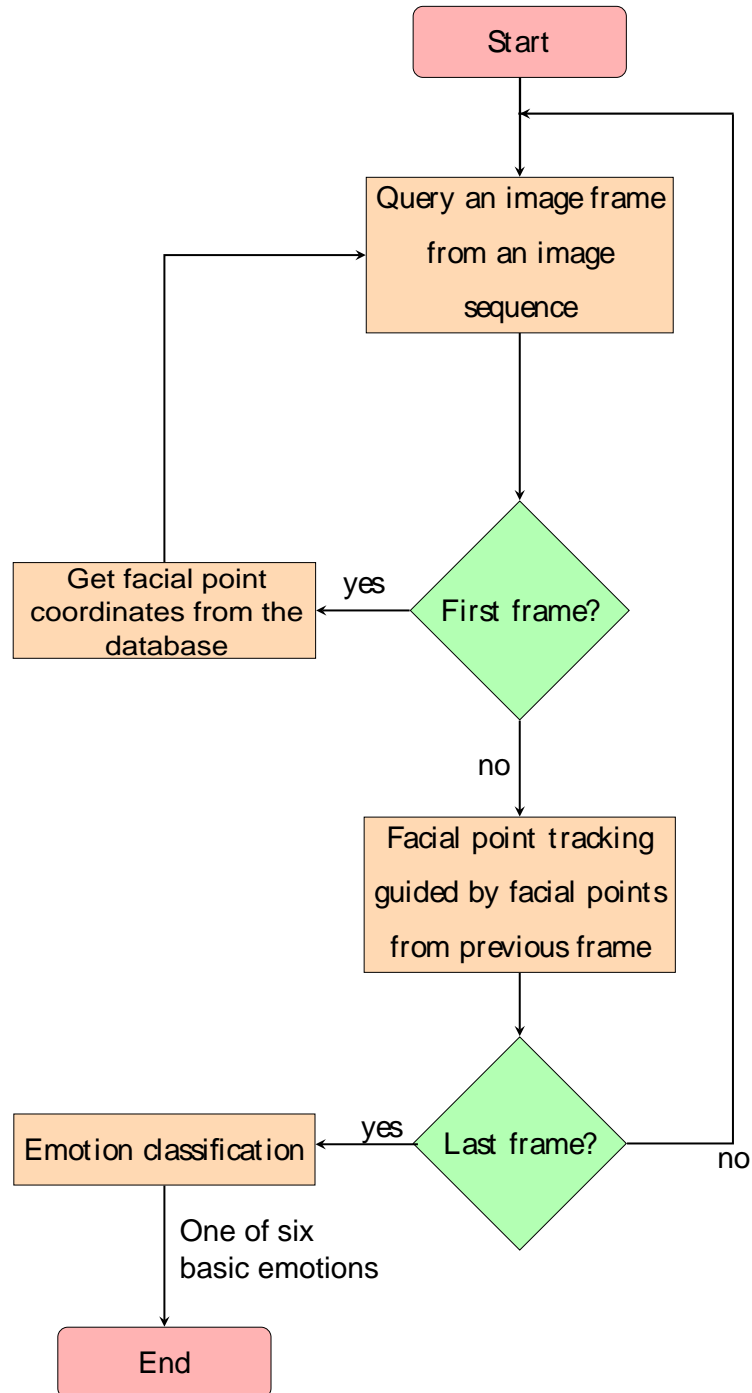 Start
Query an image frame
from an image
sequence
yes
First frame?
Get facial point
coordinates from the
database
no
Facial point tracking
guided by facial points
from previous frame
yes
Last frame?
no
Emotion classification
One of six
basic emotions
End